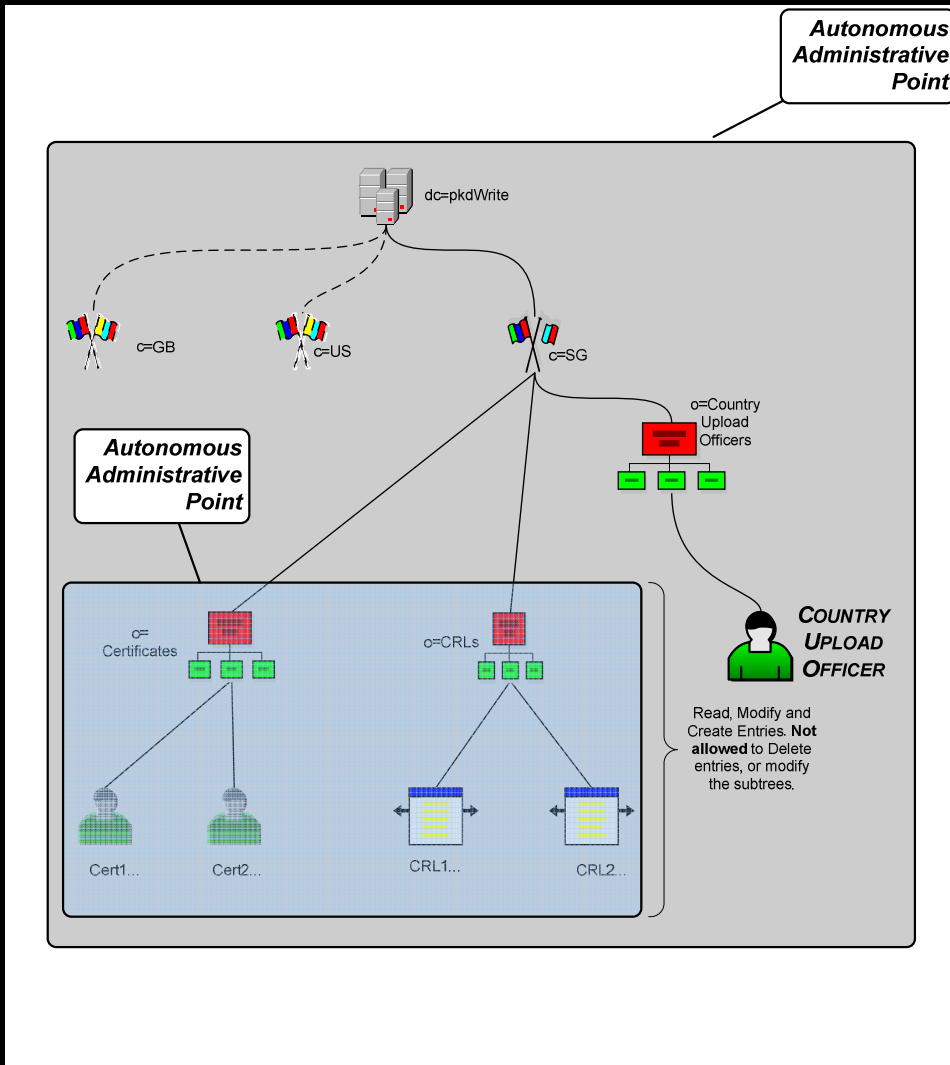 Autonomous
Administrative
Point
dc=pkdWrite
c=GB
c=US
c=SG
o=Country
Upload
Officers
Autonomous
Administrative
Point
o=
Certificates
o=CRLs
COUNTRY
UPLOAD
OFFICER
Read, Modify and
Create Entries. Not
allowed to Delete
entries, or modify
the subtrees.
Cert1...
Cert2...
CRL1...
CRL2...